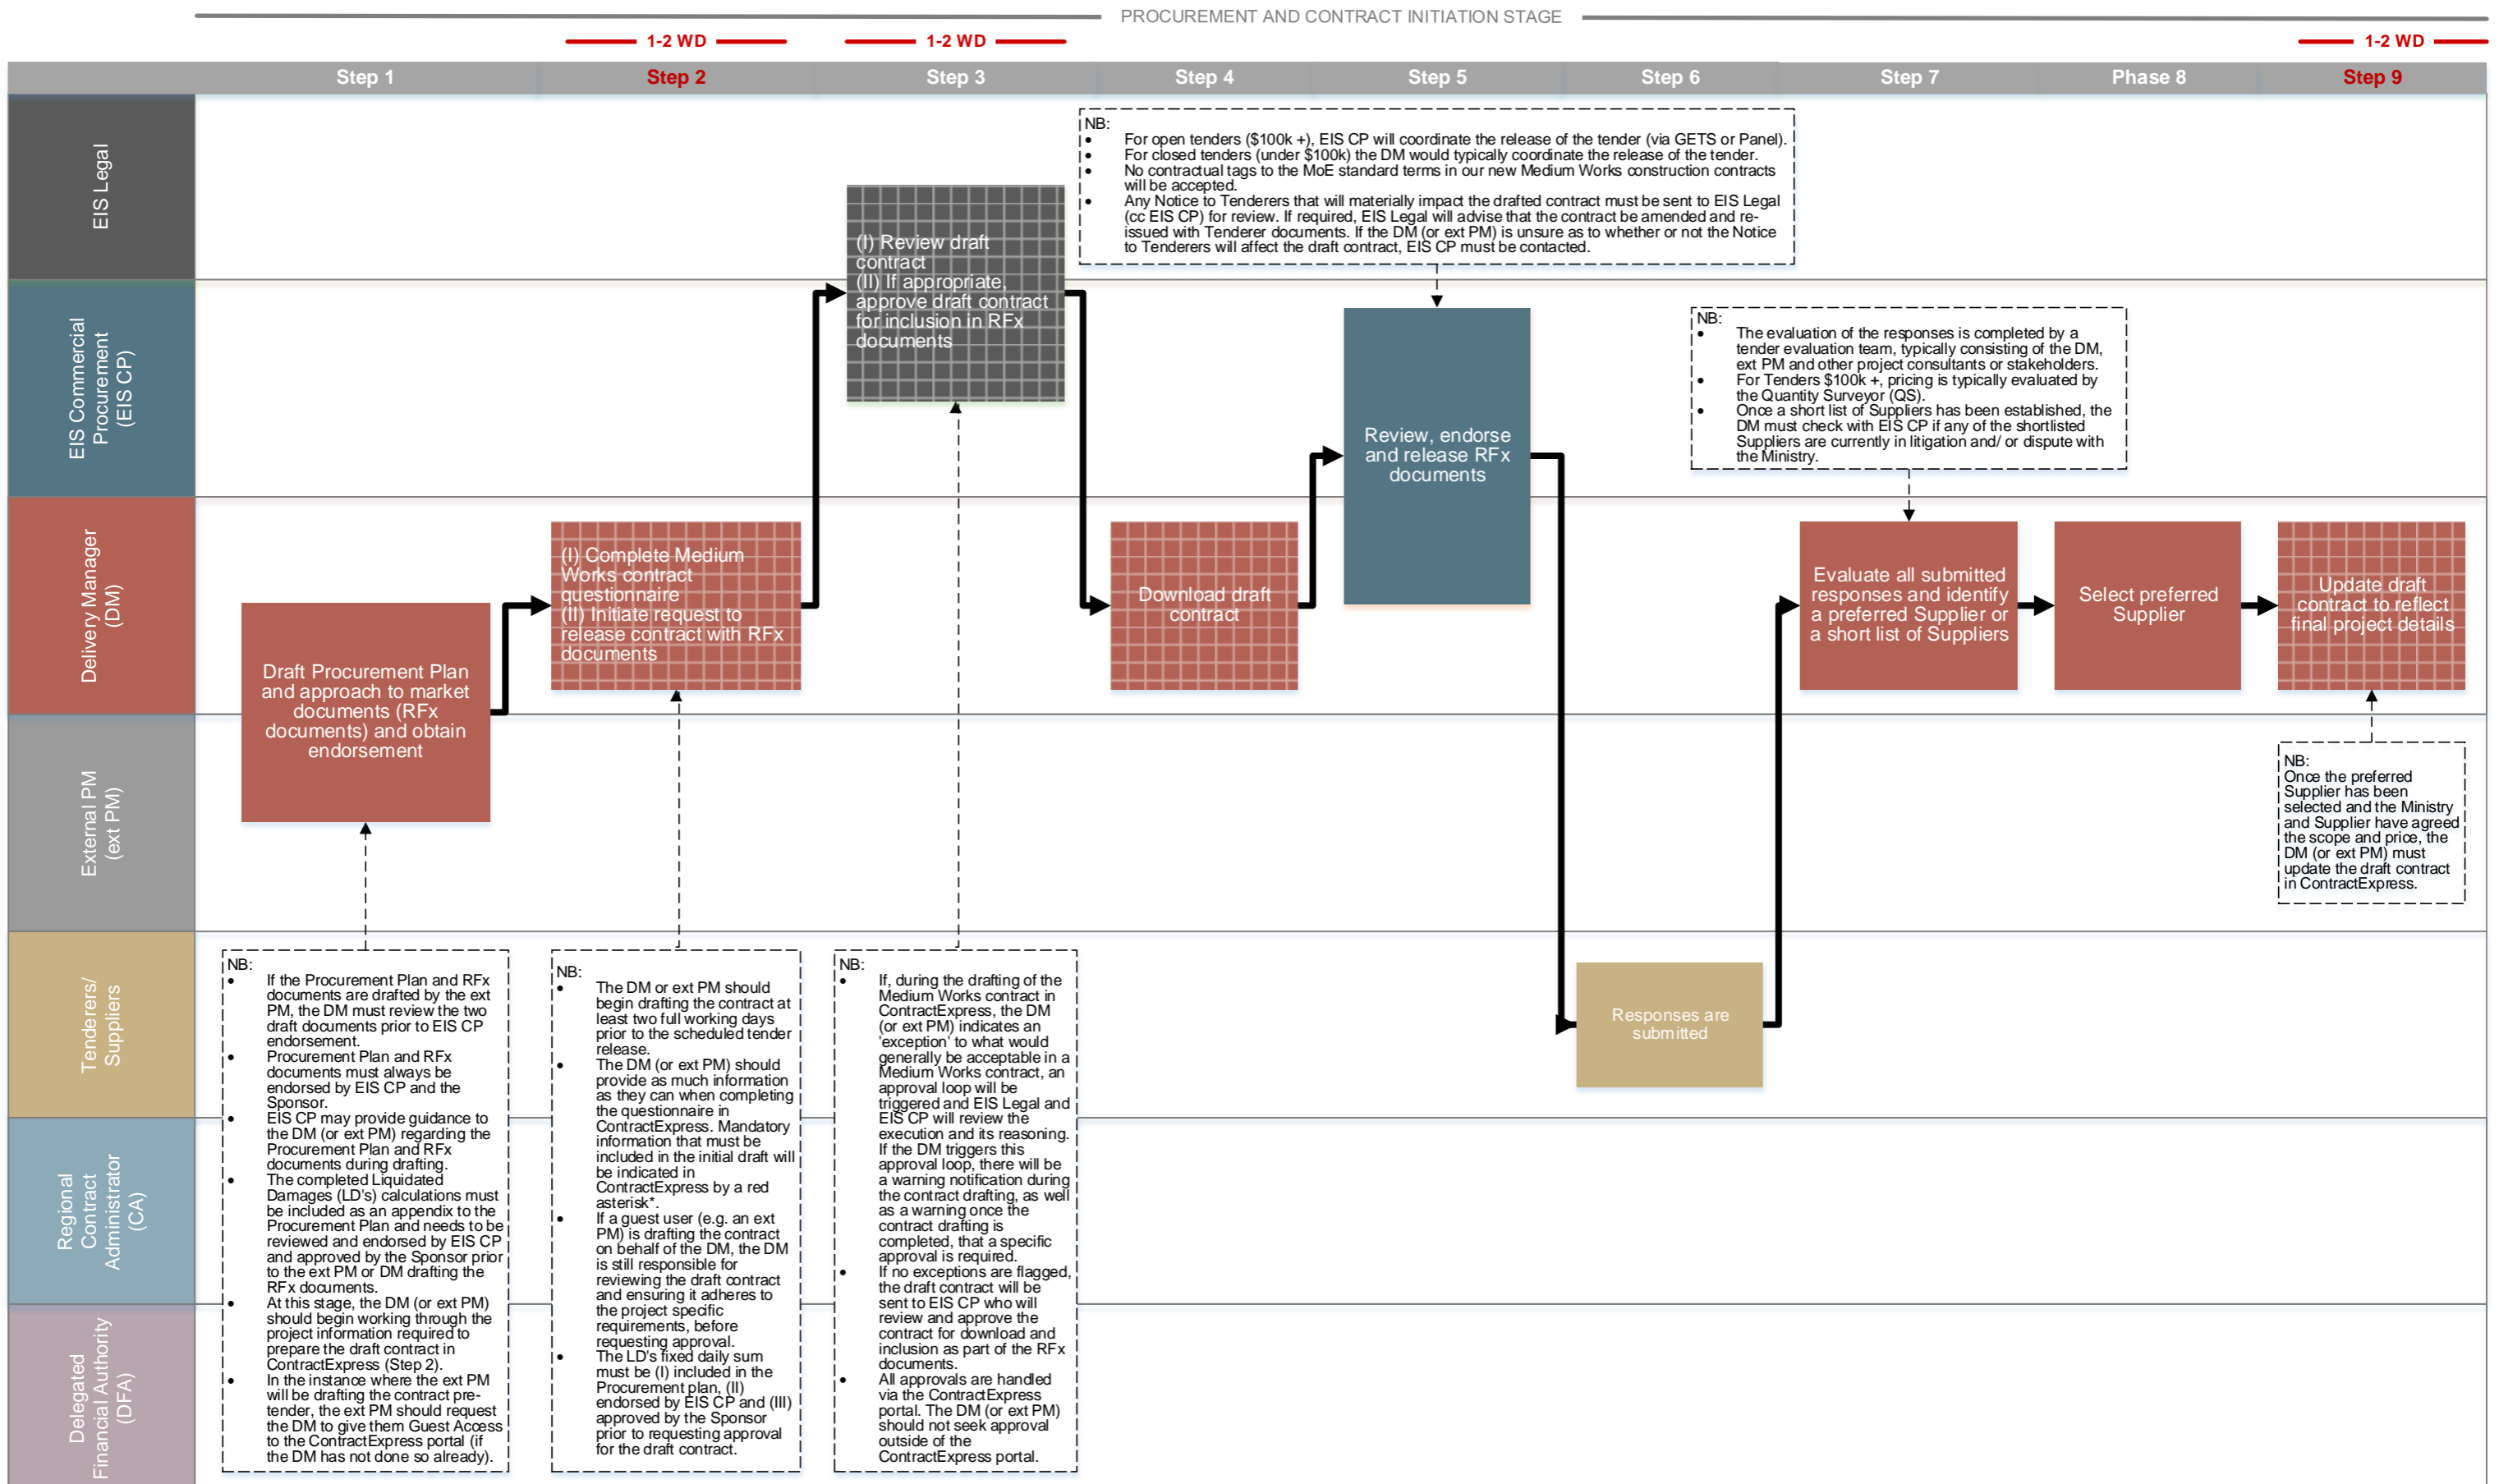 PROCUREMENT AND CONTRACT INITIATION STAGE
1-2 WD
1-2 WD
1-2 WD
Step 1
Step 2
Step 3
Step 4
Step 5
Step 6
Step 7
Phase 8
Step 9
EIS Legal
EIS Commercial
Procurement
(EIS CP)
Delivery Manager
(DM)
External PM
(ext PM)
Tenders/
Suppliers
Regional
Contract
Administrator
(CA)
Delegated
Financial Authority
(DFA)
Draft Procurement Plan
and approach to market
documents (RFx
documents) and obtain
endorsement
(I) Complete Medium
Works contract
questionnaire
(II) Initiate request to
release contract with RFx
documents
(I) Review draft
contract
(II) If appropriate,
approve draft contract
for inclusion in RFx
documents
Download draft
contract
Review, endorse
and release RFx
documents
Responses are
submitted
Evaluate all submitted
responses and identify
a preferred Supplier or
a short list of Suppliers
Select preferred
Supplier
Update draft
contract to reflect
final project details
NB:
• For open tenders ($100k +), EIS CP will coordinate the release of the tender (via GETS or Panel).
• For closed tenders (under $100k) the DM would typically coordinate the release of the tender.
• No contractual tags to the MoE standard terms in our new Medium Works construction contracts
will be accepted.
• Any Notice to Tenderers that will materially impact the drafted contract must be sent to EIS Legal
(cc EIS CP) for review. If required, EIS Legal will advise that the contract be amended and re-
issued with Tenderer documents. If the DM (or ext PM) is unsure as to whether or not the Notice
to Tenderers will affect the draft contract, EIS CP must be contacted.
NB:
• The evaluation of the responses is completed by a
tender evaluation team, typically consisting of the DM,
ext PM and other project consultants or stakeholders.
• For Tenders $100k +, pricing is typically evaluated by
the Quantity Surveyor (QS).
• Once a short list of Suppliers has been established, the
DM must check with EIS CP if any of the shortlisted
Suppliers are currently in litigation and/ or dispute with
the Ministry.
NB:
Once the preferred
Supplier has been
selected and the Ministry
and Supplier have agreed
the scope and price, the
DM (or ext PM) must
update the draft contract
in ContractExpress.
NB:
• If the Procurement Plan and RFx
documents are drafted by the ext
PM, the DM must review the two
draft documents prior to EIS CP
endorsement.
• Procurement Plan and RFx
documents must always be
endorsed by EIS CP and the
Sponsor.
• EIS CP may provide guidance to
the DM (or ext PM) regarding the
Procurement Plan and RFx
documents during drafting.
• The completed Liquidated
Damages (LD's) calculations must
be included as an appendix to the
Procurement Plan and needs to be
reviewed and endorsed by EIS CP
and approved by the Sponsor prior
to the ext PM or DM drafting the
RFx documents.
• At this stage, the DM (or ext PM)
should begin working through the
project information required to
prepare the draft contract in
ContractExpress (Step 2).
• In the instance where the ext PM
will be drafting the contract pre-
tender, the ext PM should request
the DM to give them Guest Access
to the ContractExpress portal (if
the DM has not done so already).
NB:
• The DM or ext PM should
begin drafting the contract at
least two full working days
prior to the scheduled tender
release.
• The DM (or ext PM) should
provide as much information
as they can when completing
the questionnaire in
ContractExpress. Mandatory
information that must be
included in the initial draft will
be indicated in
ContractExpress by a red
asterisk*.
• If a guest user (e.g. an ext
PM) is drafting the contract
on behalf of the DM, the DM
is still responsible for
reviewing the draft contract
and ensuring it adheres to
the project specific
requirements, before
requesting approval.
• The LD's fixed daily sum
must be (I) included in the
Procurement plan, (II)
endorsed by EIS CP and (III)
approved by the Sponsor
prior to requesting approval
for the draft contract.
NB:
• If, during the drafting of the
Medium Works contract in
ContractExpress, the DM
(or ext PM) indicates an
'exception' to what would
generally be acceptable in a
Medium Works contract, an
approval loop will be
triggered and EIS Legal and
EIS CP will review the
execution and its reasoning.
If the DM triggers this
approval loop, there will be
a warning notification during
the contract drafting, as well
as a warning once the
contract drafting is
completed, that a specific
approval is required.
• If no exceptions are flagged,
the draft contract will be
sent to EIS CP who will
review and approve the
contract for download and
inclusion as part of the RFx
documents.
• All approvals are handled
via the ContractExpress
portal. The DM (or ext PM)
should not seek approval
outside of the
ContractExpress portal.